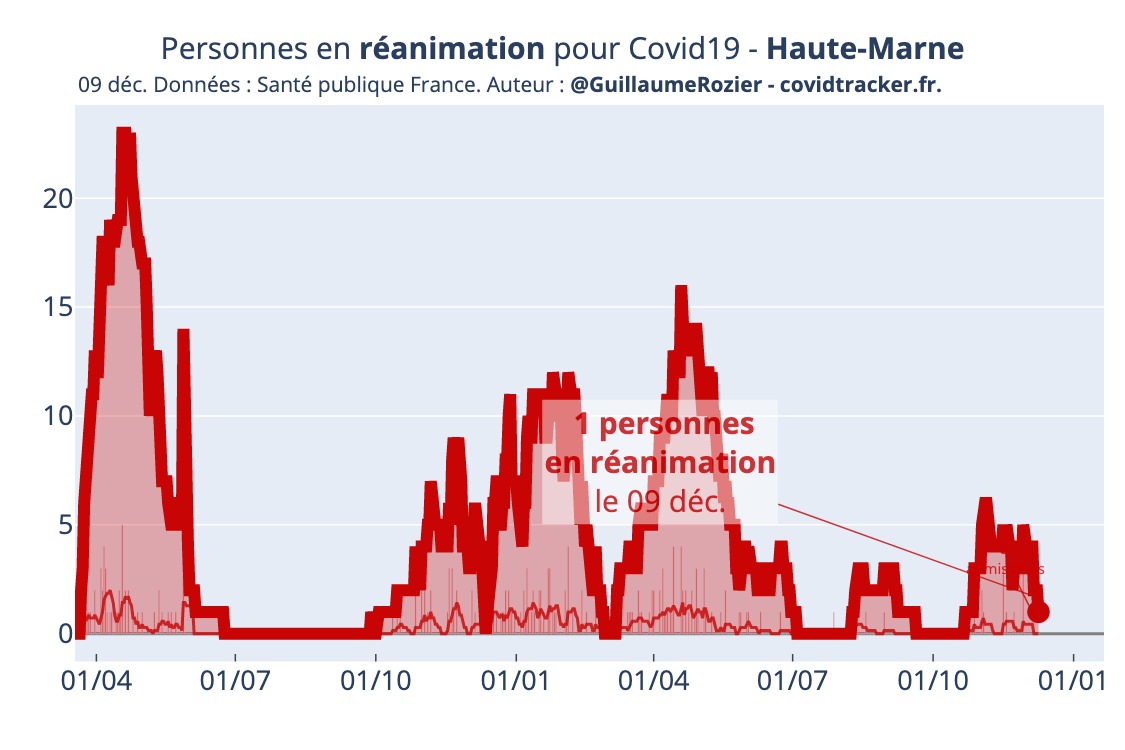 Personnes en réanimation pour Covid19 - Haute-Marne
09 déc. Données : Santé publique France. Auteur : @GuillaumeRozier - covidtracker.fr.
20
15
10
5
0
1 personnes
en réanimation
le 09 déc.
01/04
01/07
01/10
01/01
01/04
01/07
01/10
01/01